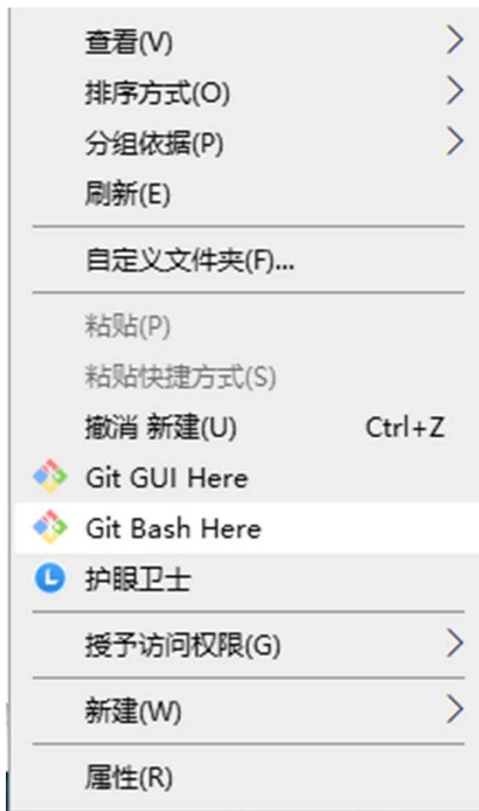 查看(V)
排序方式(O)
分组依据(P)
刷新(E)
自定义文件夹(F)...
粘贴(P)
粘贴快捷方式(S)
撤消 新建(U) Ctrl+Z
Git GUI Here
Git Bash Here
护眼卫士
授予访问权限(G)
新建(W)
属性(R)